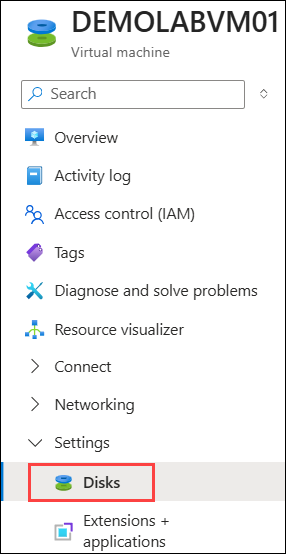 DEMOLABVM01
Virtual machine
Search
Overview
Activity log
Access control (IAM)
Tags
Diagnose and solve problems
Resource visualizer
Connect
Networking
Settings
Disks
Extensions +
applications